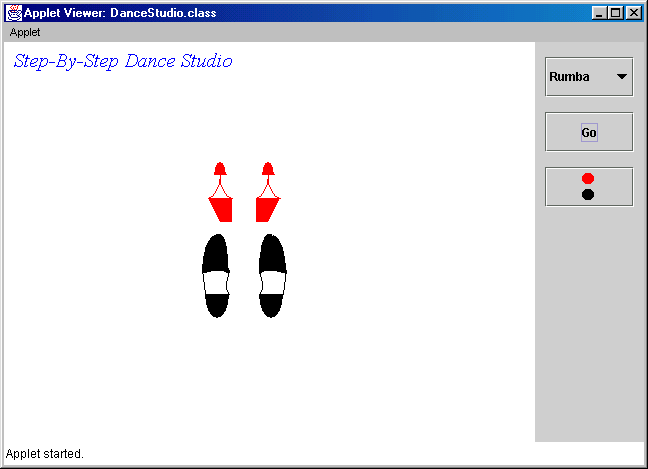 Applet Viewer: DanceStudio.class
Applet
Step-By-Step Dance Studio
Rumba
Go
Applet started.